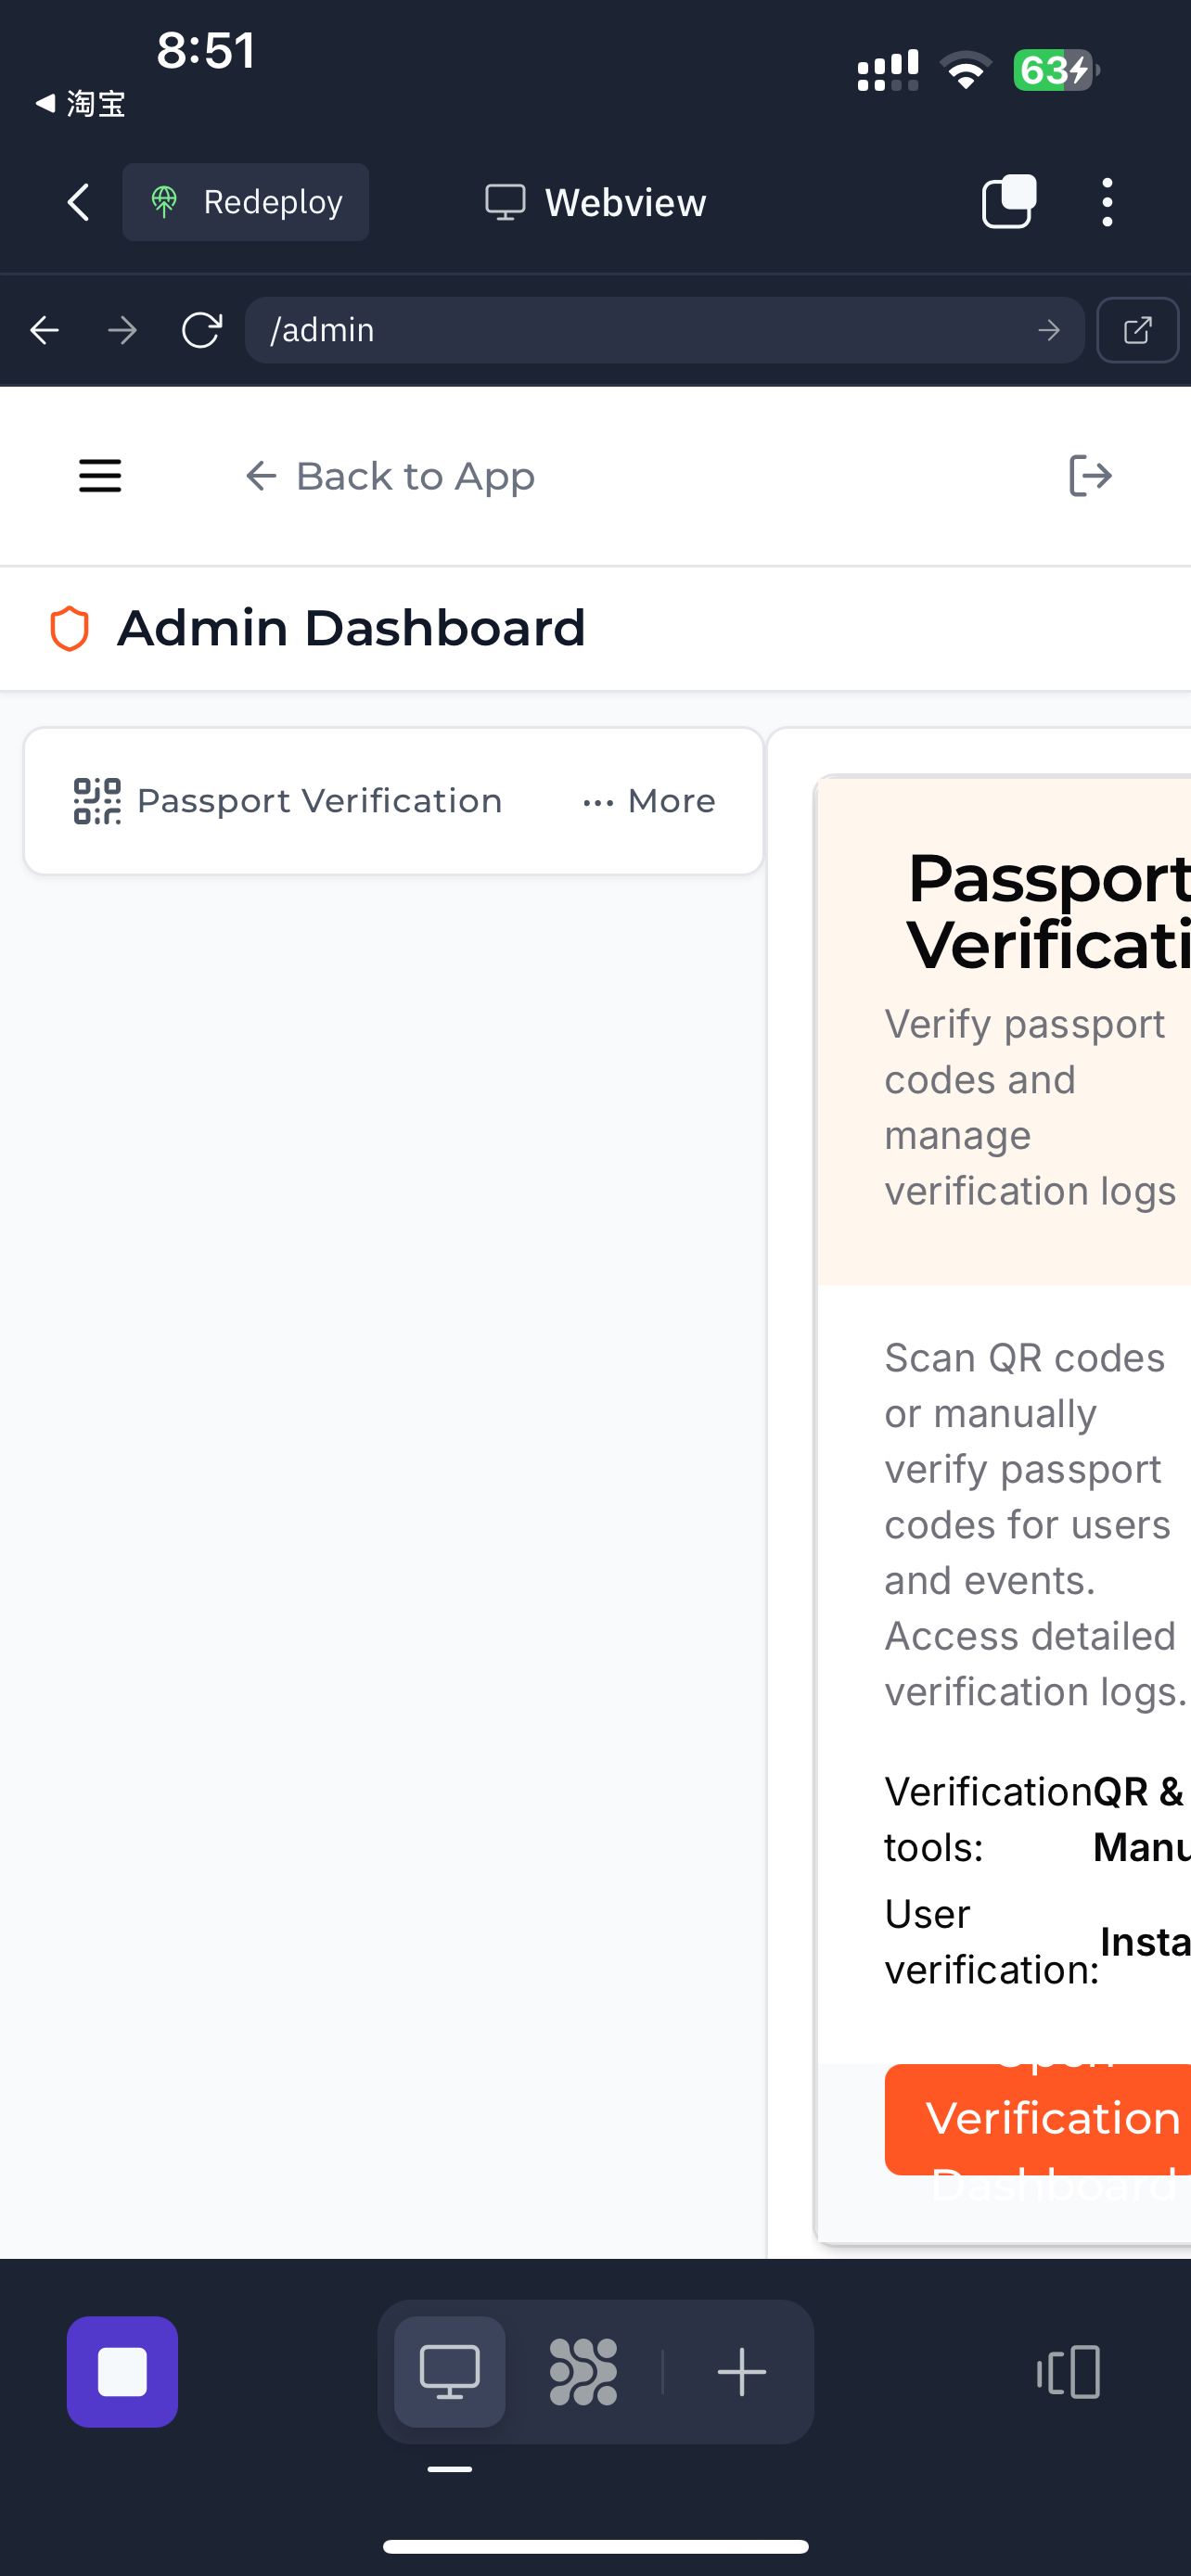 8:51
63
◀ 淘宝
Redeploy
Webview
/admin
← Back to App
Admin Dashboard
Passport Verification
··· More
Passport
Verificati
Verify passport
codes and
manage
verification logs
Scan QR codes
or manually
verify passport
codes for users
and events.
Access detailed
verification logs.
Verification QR &
tools: Manu
User
verification: Insta
Open
Verification
Dashboard